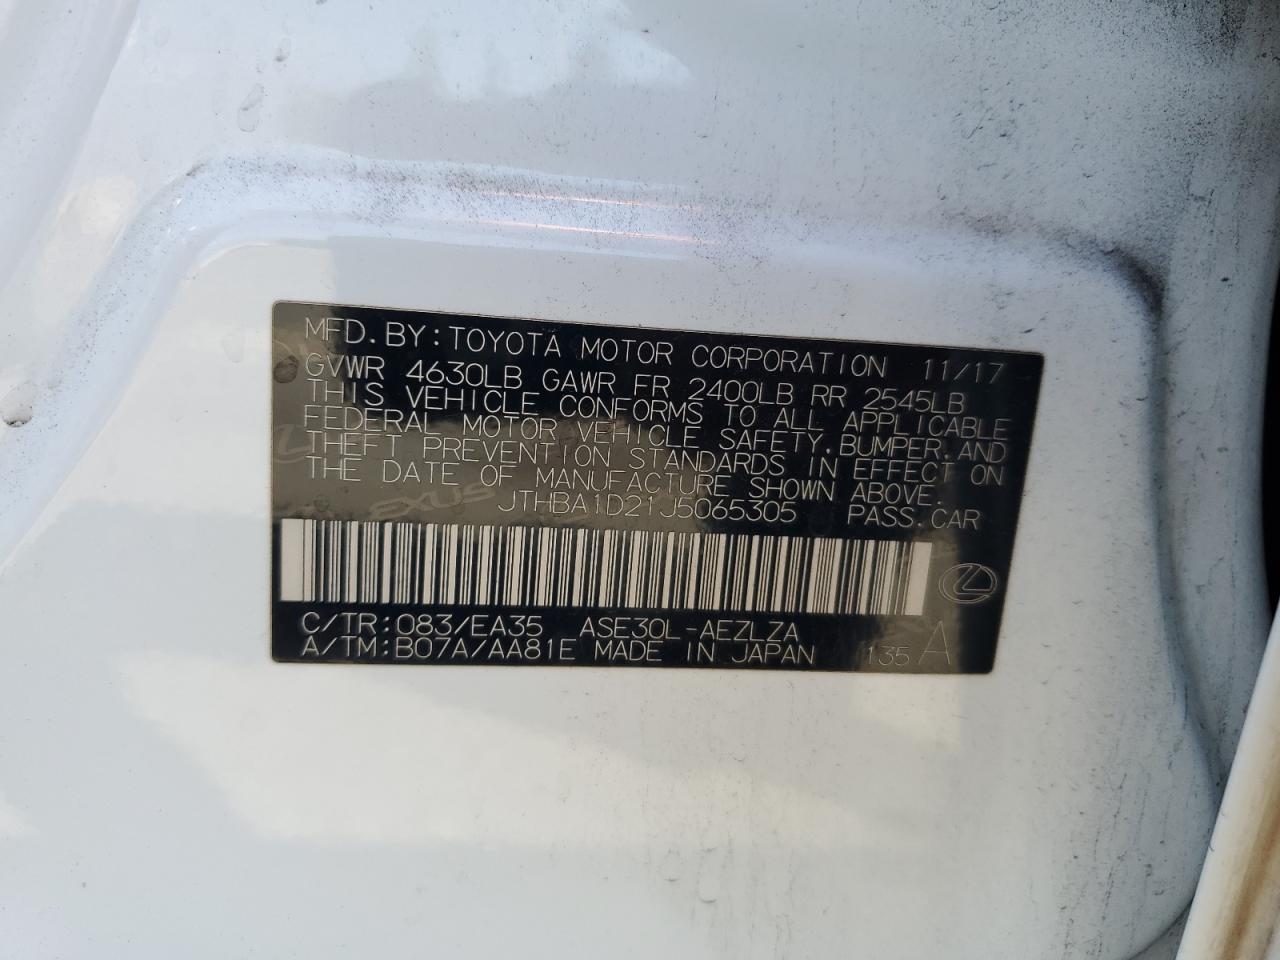 MFD. BY: TOYOTA MOTOR CORPORATION 11/17
GVWR 4630LB GAWR FR 2400LB RR 2545LB
THIS VEHICLE CONFORMS TO ALL APPLICABLE
FEDERAL MOTOR VEHICLE SAFETY, BUMPER, AND
THEFT PREVENTION STANDARDS IN EFFECT ON
THE DATE OF MANUFACTURE SHOWN ABOVE.
JTHBA1D21J5065305 PASS. CAR
C/TR: 083/EA35 ASE30L-AEZLZA
A/TM: B07A/AA81E MADE IN JAPAN 135 A